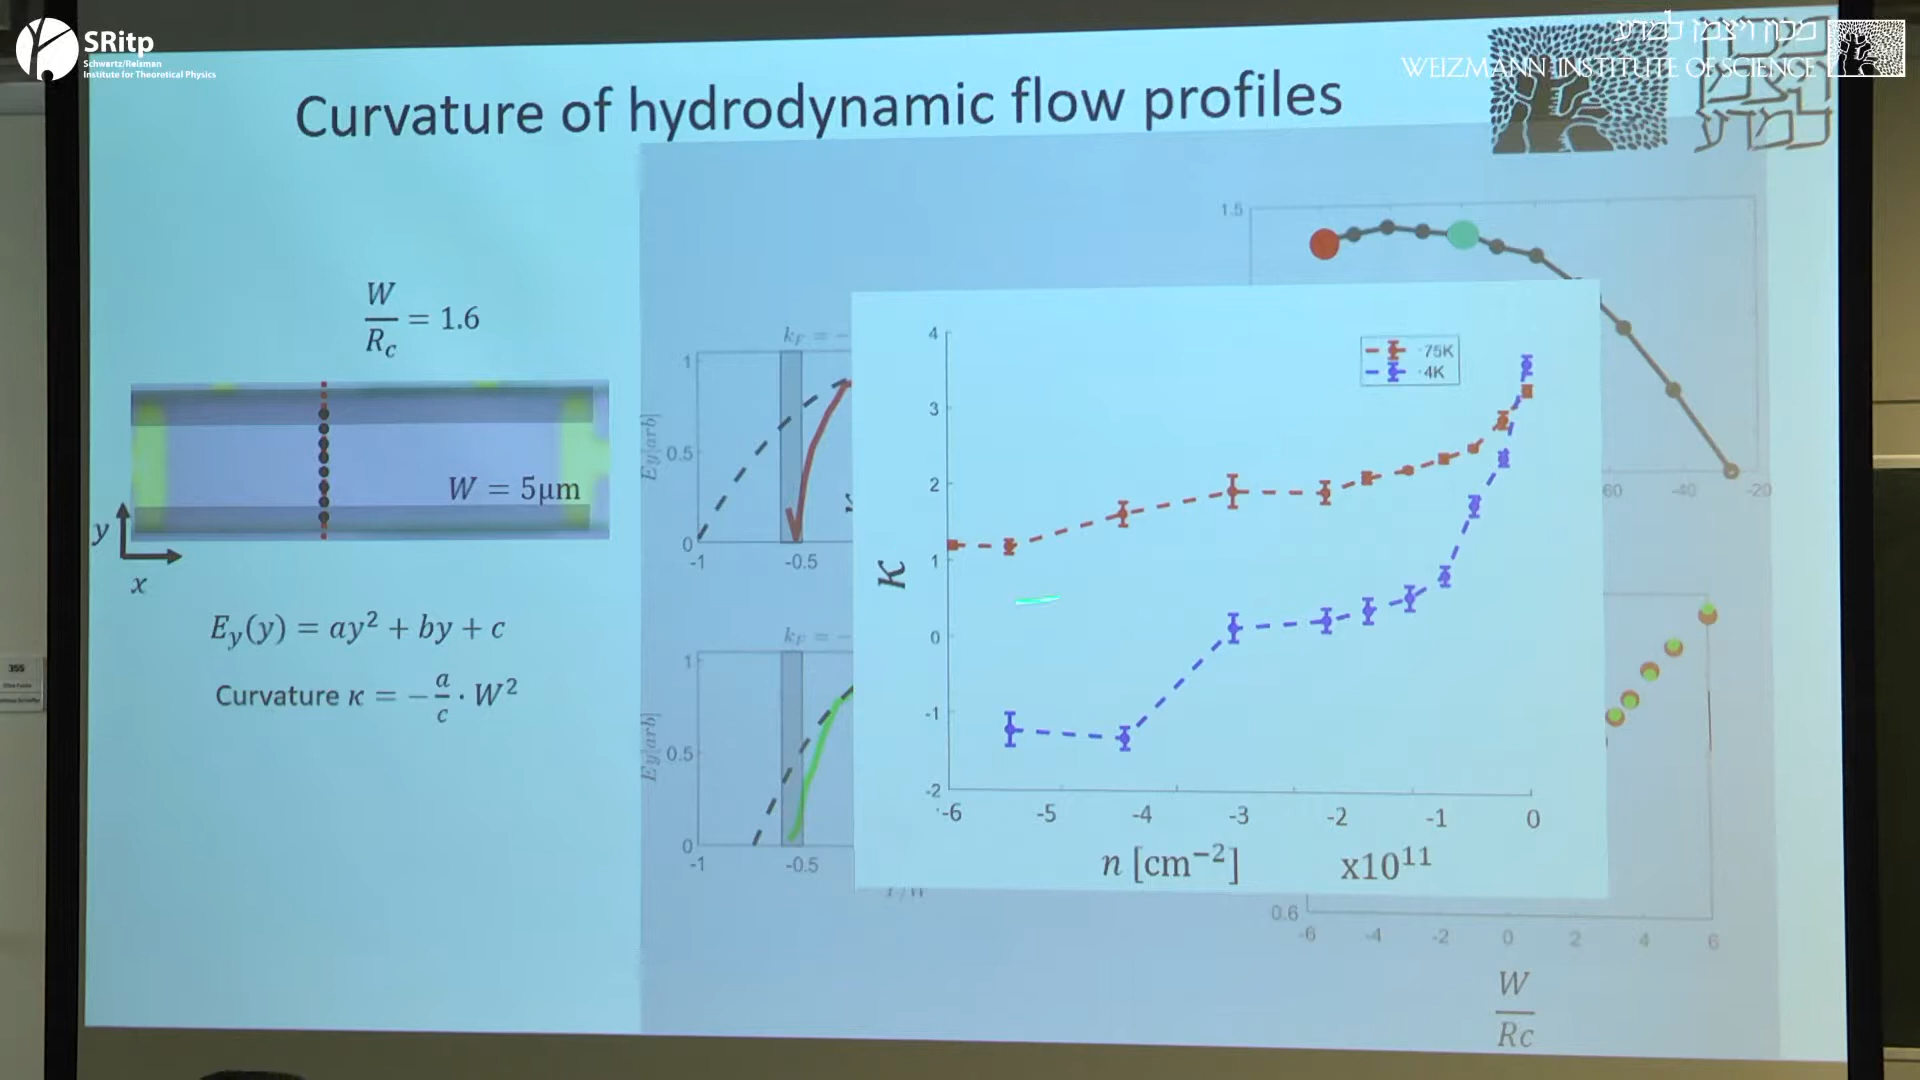 SRitp
Schwartz/Reisman
Institute for Theoretical Physics
מכון ויצמן למדע
WEIZMANN INSTITUTE OF SCIENCE
Curvature of hydrodynamic flow profiles
W/R_c = 1.6
W = 5μm
y
x
E_y(y) = ay² + by + c
Curvature κ = −a/c · W²
k_F = -
1
0.5
0
-1
-0.5
Ey[arb]
k_F = -
1
0.5
0
-1
-0.5
Ey[arb]
1.5
60
-40
-20
75K
4K
4
3
2
1
0
-1
-2
κ
-6
-5
-4
-3
-2
-1
0
n [cm⁻²]
x10¹¹
0.6
-6
-4
-2
0
2
4
6
W/Rc
355